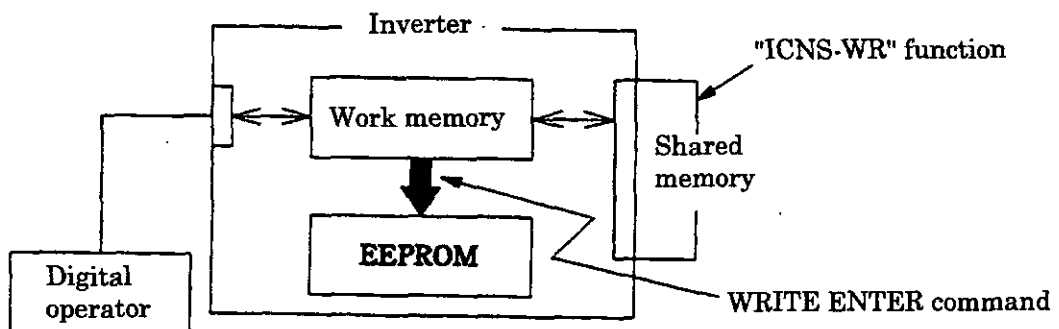 Inverter
"ICNS-WR" function
Work memory
Shared
memory
EEPROM
Digital
operator
WRITE ENTER command